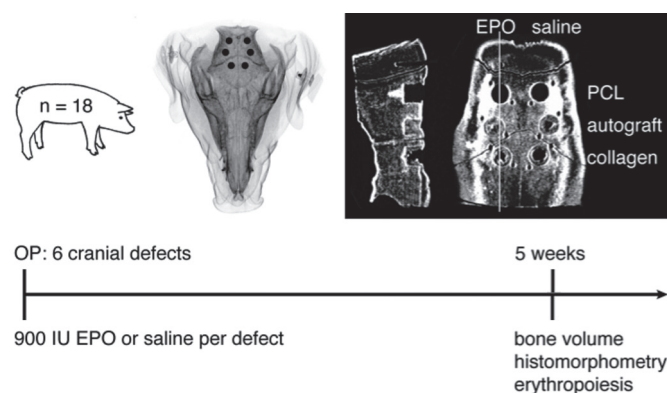 EPO saline
n = 18
PCL
autograft
collagen
OP: 6 cranial defects
5 weeks
900 IU EPO or saline per defect
bone volume
histomorphometry
erythropoiesis